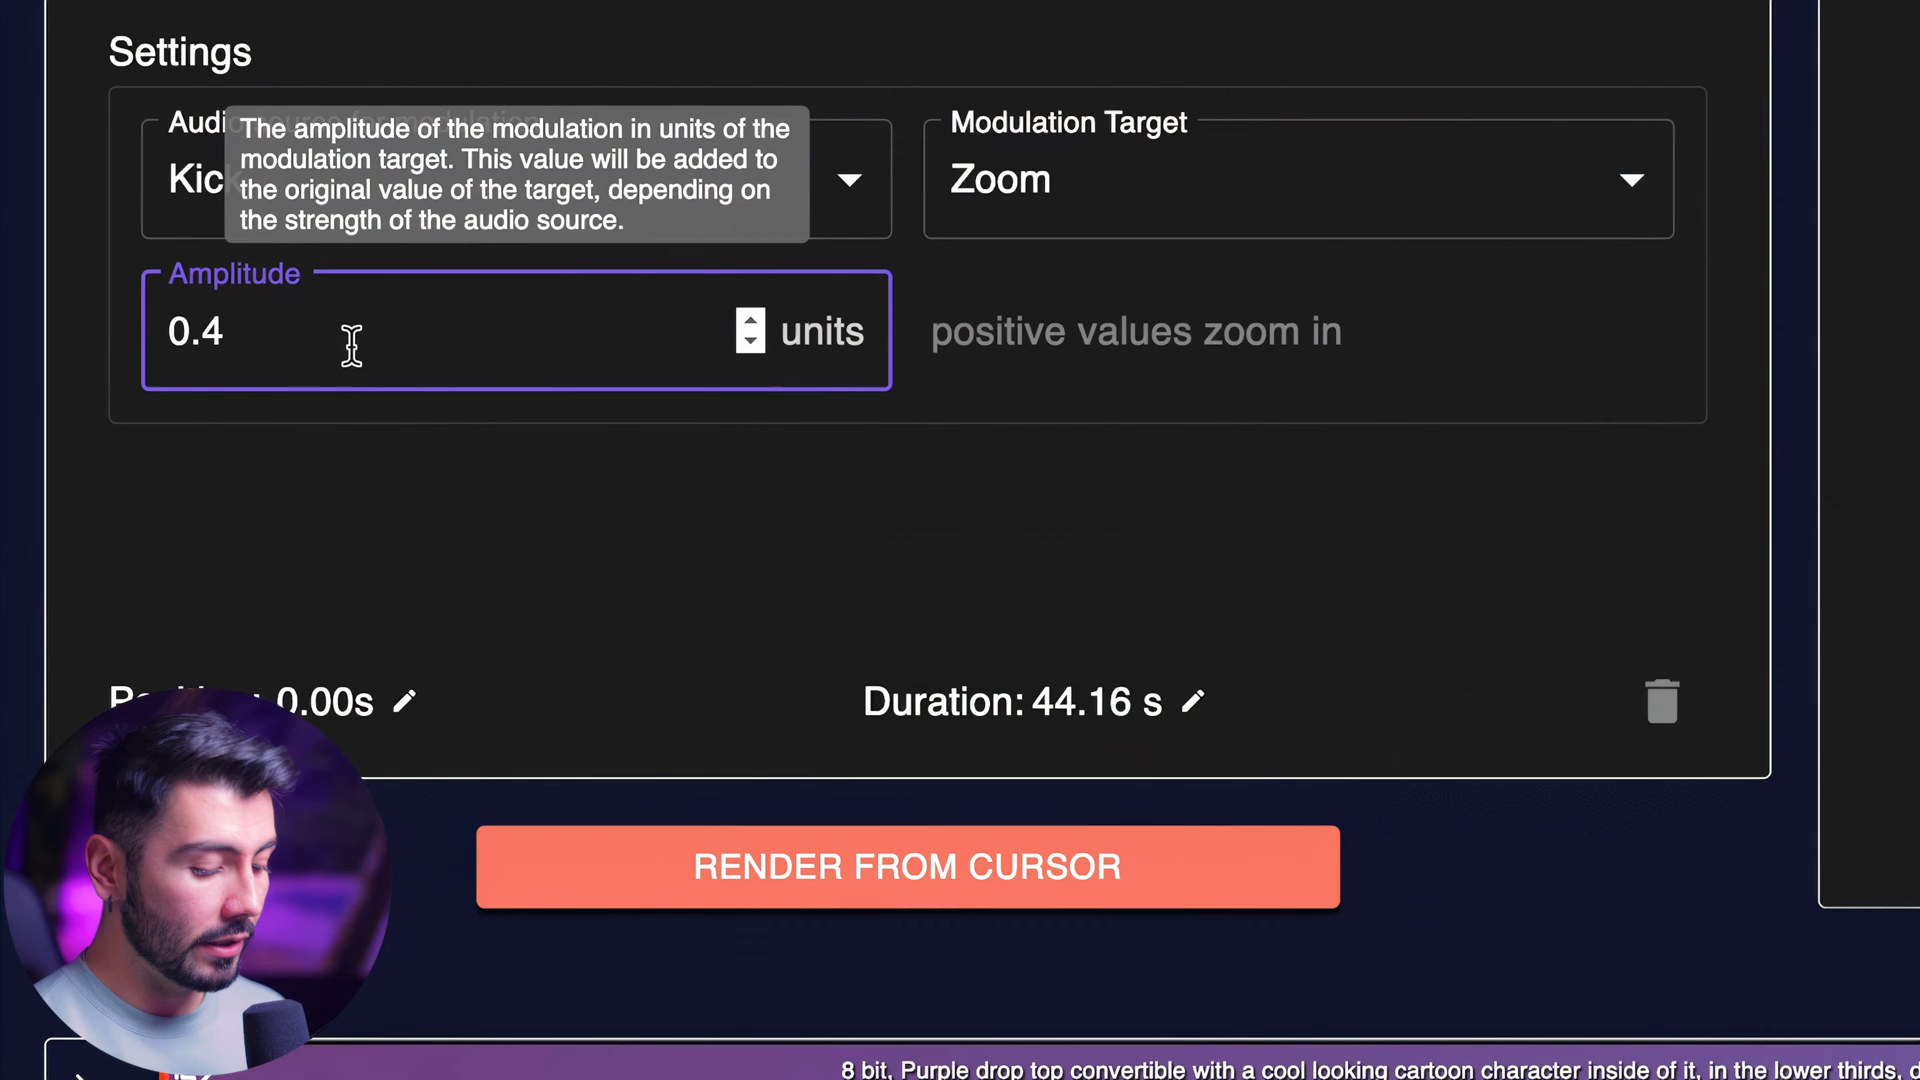 Settings
Audi
The amplitude of the modulation in units of the
modulation target. This value will be added to
the original value of the target, depending on
the strength of the audio source.
Kick
Modulation Target
Zoom
Amplitude
0.4
units
positive values zoom in
0.00s
Duration: 44.16 s
RENDER FROM CURSOR
8 bit, Purple drop top convertible with a cool looking cartoon character inside of it, in the lower thirds,